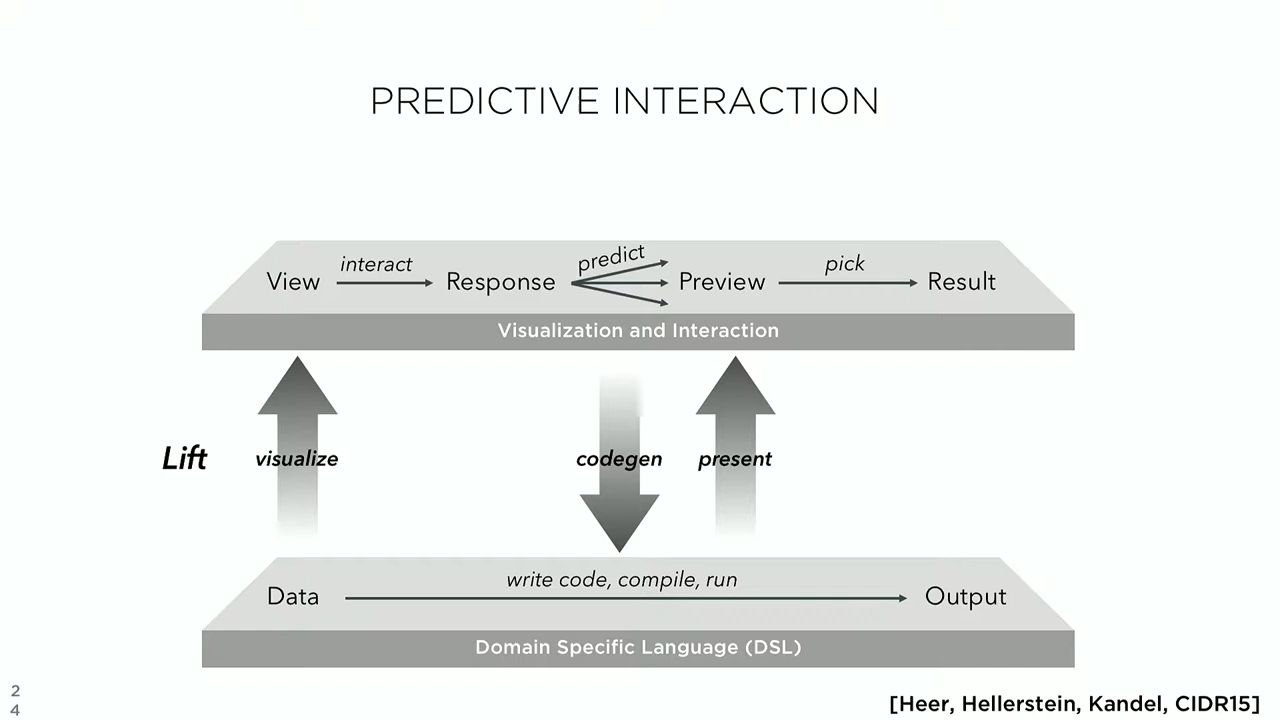 PREDICTIVE INTERACTION
interact
predict
pick
View
Response
Preview
Result
Visualization and Interaction
Lift
visualize
codegen
present
write code, compile, run
Data
Output
Domain Specific Language (DSL)
2
4
[Heer, Hellerstein, Kandel, CIDR15]